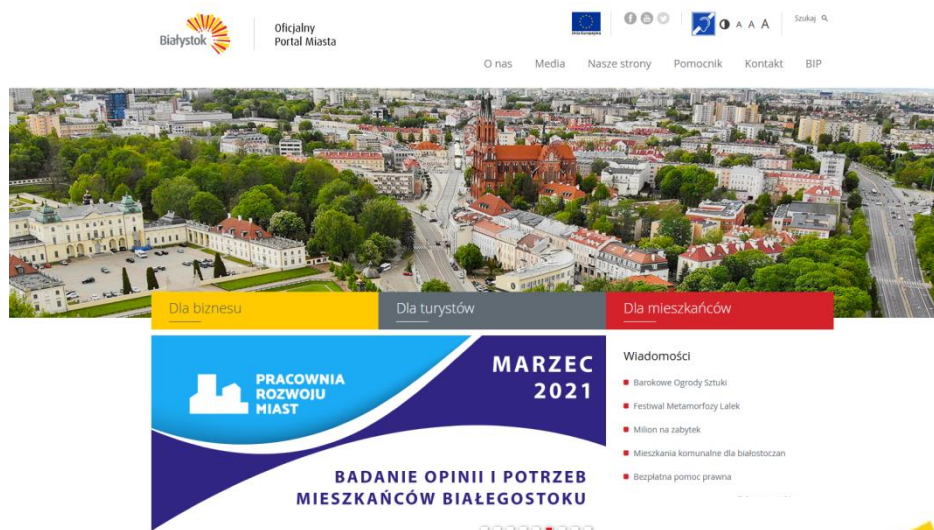 Białystok
Oficjalny
Portal Miasta
Unia Europejska
A A A
Szukaj
O nas Media Nasze strony Pomocnik Kontakt BIP
Dla biznesu Dla turystów Dla mieszkańców
PRACOWNIA
ROZWOJU
MIAST
MARZEC
2021
BADANIE OPINII I POTRZEB
MIESZKAŃCÓW BIAŁEGOSTOKU
Wiadomości
Barokowe Ogrody Sztuki
Festiwal Metamorfozy Lalek
Milion na zabytek
Mieszkania komunalne dla białostoczan
Bezpłatna pomoc prawna